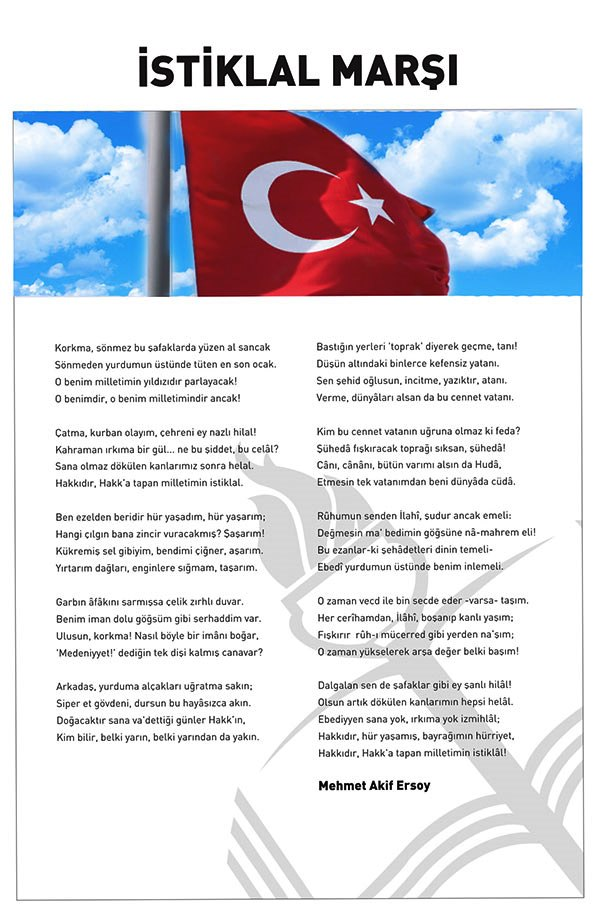 İSTİKLAL MARŞI
Korkma, sönmez bu şafaklarda yüzen al sancak
Sönmeden yurdumun üstünde tüten en son ocak.
O benim milletimin yıldızıdır parlayacak!
O benimdir, o benim milletimindir ancak!
Çatma, kurban olayım, çehreni ey nazlı hilal!
Kahraman ırkıma bir gül... ne bu şiddet, bu celâl?
Sana olmaz dökülen kanlarımız sonra helal.
Hakkıdır, Hakk'a tapan milletimin istiklal.
Ben ezelden beridir hür yaşadım, hür yaşarım;
Hangi çılgın bana zincir vuracakmış? Şaşarım!
Kükremiş sel gibiyim, bendimi çiğner, aşarım.
Yırtarım dağları, enginlere sığmam, taşarım.
Garbın âfâkını sarmışsa çelik zırhlı duvar.
Benim iman dolu göğsüm gibi serhaddim var.
Ulusun, korkma! Nasıl böyle bir imânı boğar,
'Medeniyyet!' dediğin tek dişi kalmış canavar?
Arkadaş, yurduma alçakları uğratma sakın;
Siper et gövdeni, dursun bu hayâsızca akın.
Doğacaktır sana va'dettiği günler Hakk'ın,
Kim bilir, belki yarın, belki yarından da yakın.
Bastığın yerleri 'toprak' diyerek geçme, tanı!
Düşün altındaki binlerce kefensiz yatanı.
Sen şehid oğlusun, incitme, yazıktır, atanı.
Verme, dünyâları alsan da bu cennet vatanı.
Kim bu cennet vatanın uğruna olmaz ki feda?
Şühedâ fışkıracak toprağı sıksan, şühedâ!
Cânı, cânânı, bütün varımı alsın da Hudâ,
Etmesin tek vatanımdan beni dünyâda cüdâ.
Rûhumun senden İlahî, şudur ancak emeli:
Değmesin ma' bedimin göğsüne nâ-mahrem eli!
Bu ezanlar-ki şehâdetleri dinin temeli-
Ebedî yurdumun üstünde benim inlemeli.
O zaman vecd ile bin secde eder -varsa- taşım.
Her cerîhamdan, İlâhî, boşanıp kanlı yaşım;
Fışkırır rûh-ı mücerred gibi yerden na'şım;
O zaman yükselerek arşa değer belki başım!
Dalgalan sen de şafaklar gibi ey şanlı hilâl!
Olsun artık dökülen kanlarımın hepsi helâl.
Ebediyyen sana yok, ırkıma yok izmihlâl;
Hakkıdır, hür yaşamış, bayrağımın hürriyet,
Hakkıdır, Hakk'a tapan milletimin istiklâl!
Mehmet Akif Ersoy